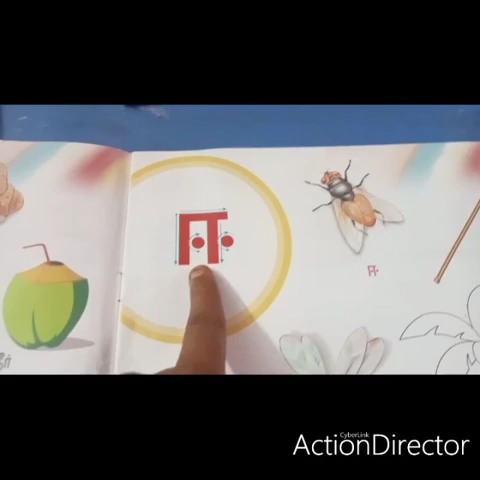 ஈ
ஈ
CyberLink
ActionDirector